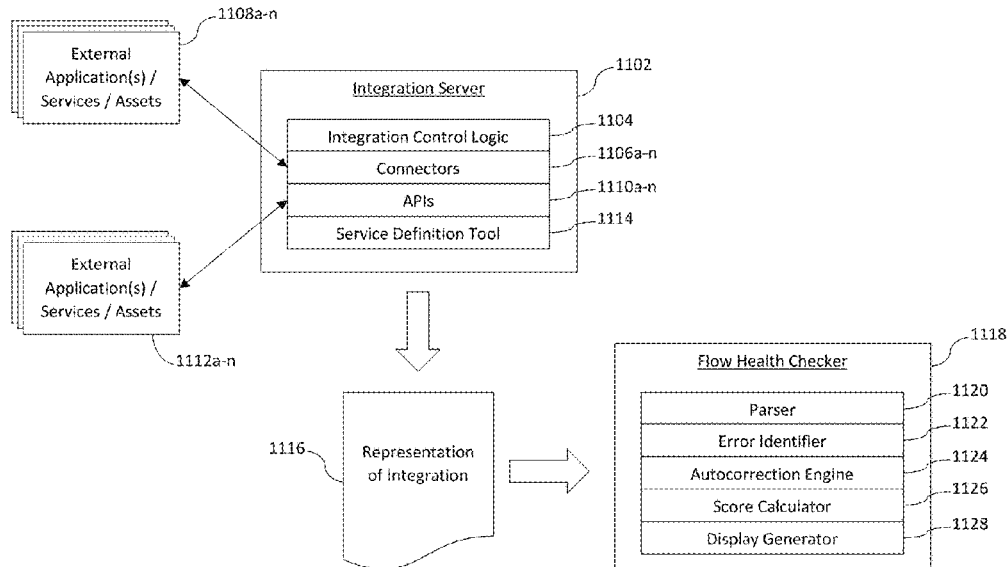 1108a-n
External
Application(s) /
Services / Assets
1102
Integration Server
1104
Integration Control Logic
1106a-n
Connectors
1110a-n
APIs
1114
Service Definition Tool
External
Application(s) /
Services / Assets
1112a-n
1118
Flow Health Checker
1120
Parser
1122
Error Identifier
1124
Autocorrection Engine
1126
Score Calculator
1128
Display Generator
1116
Representation
of Integration